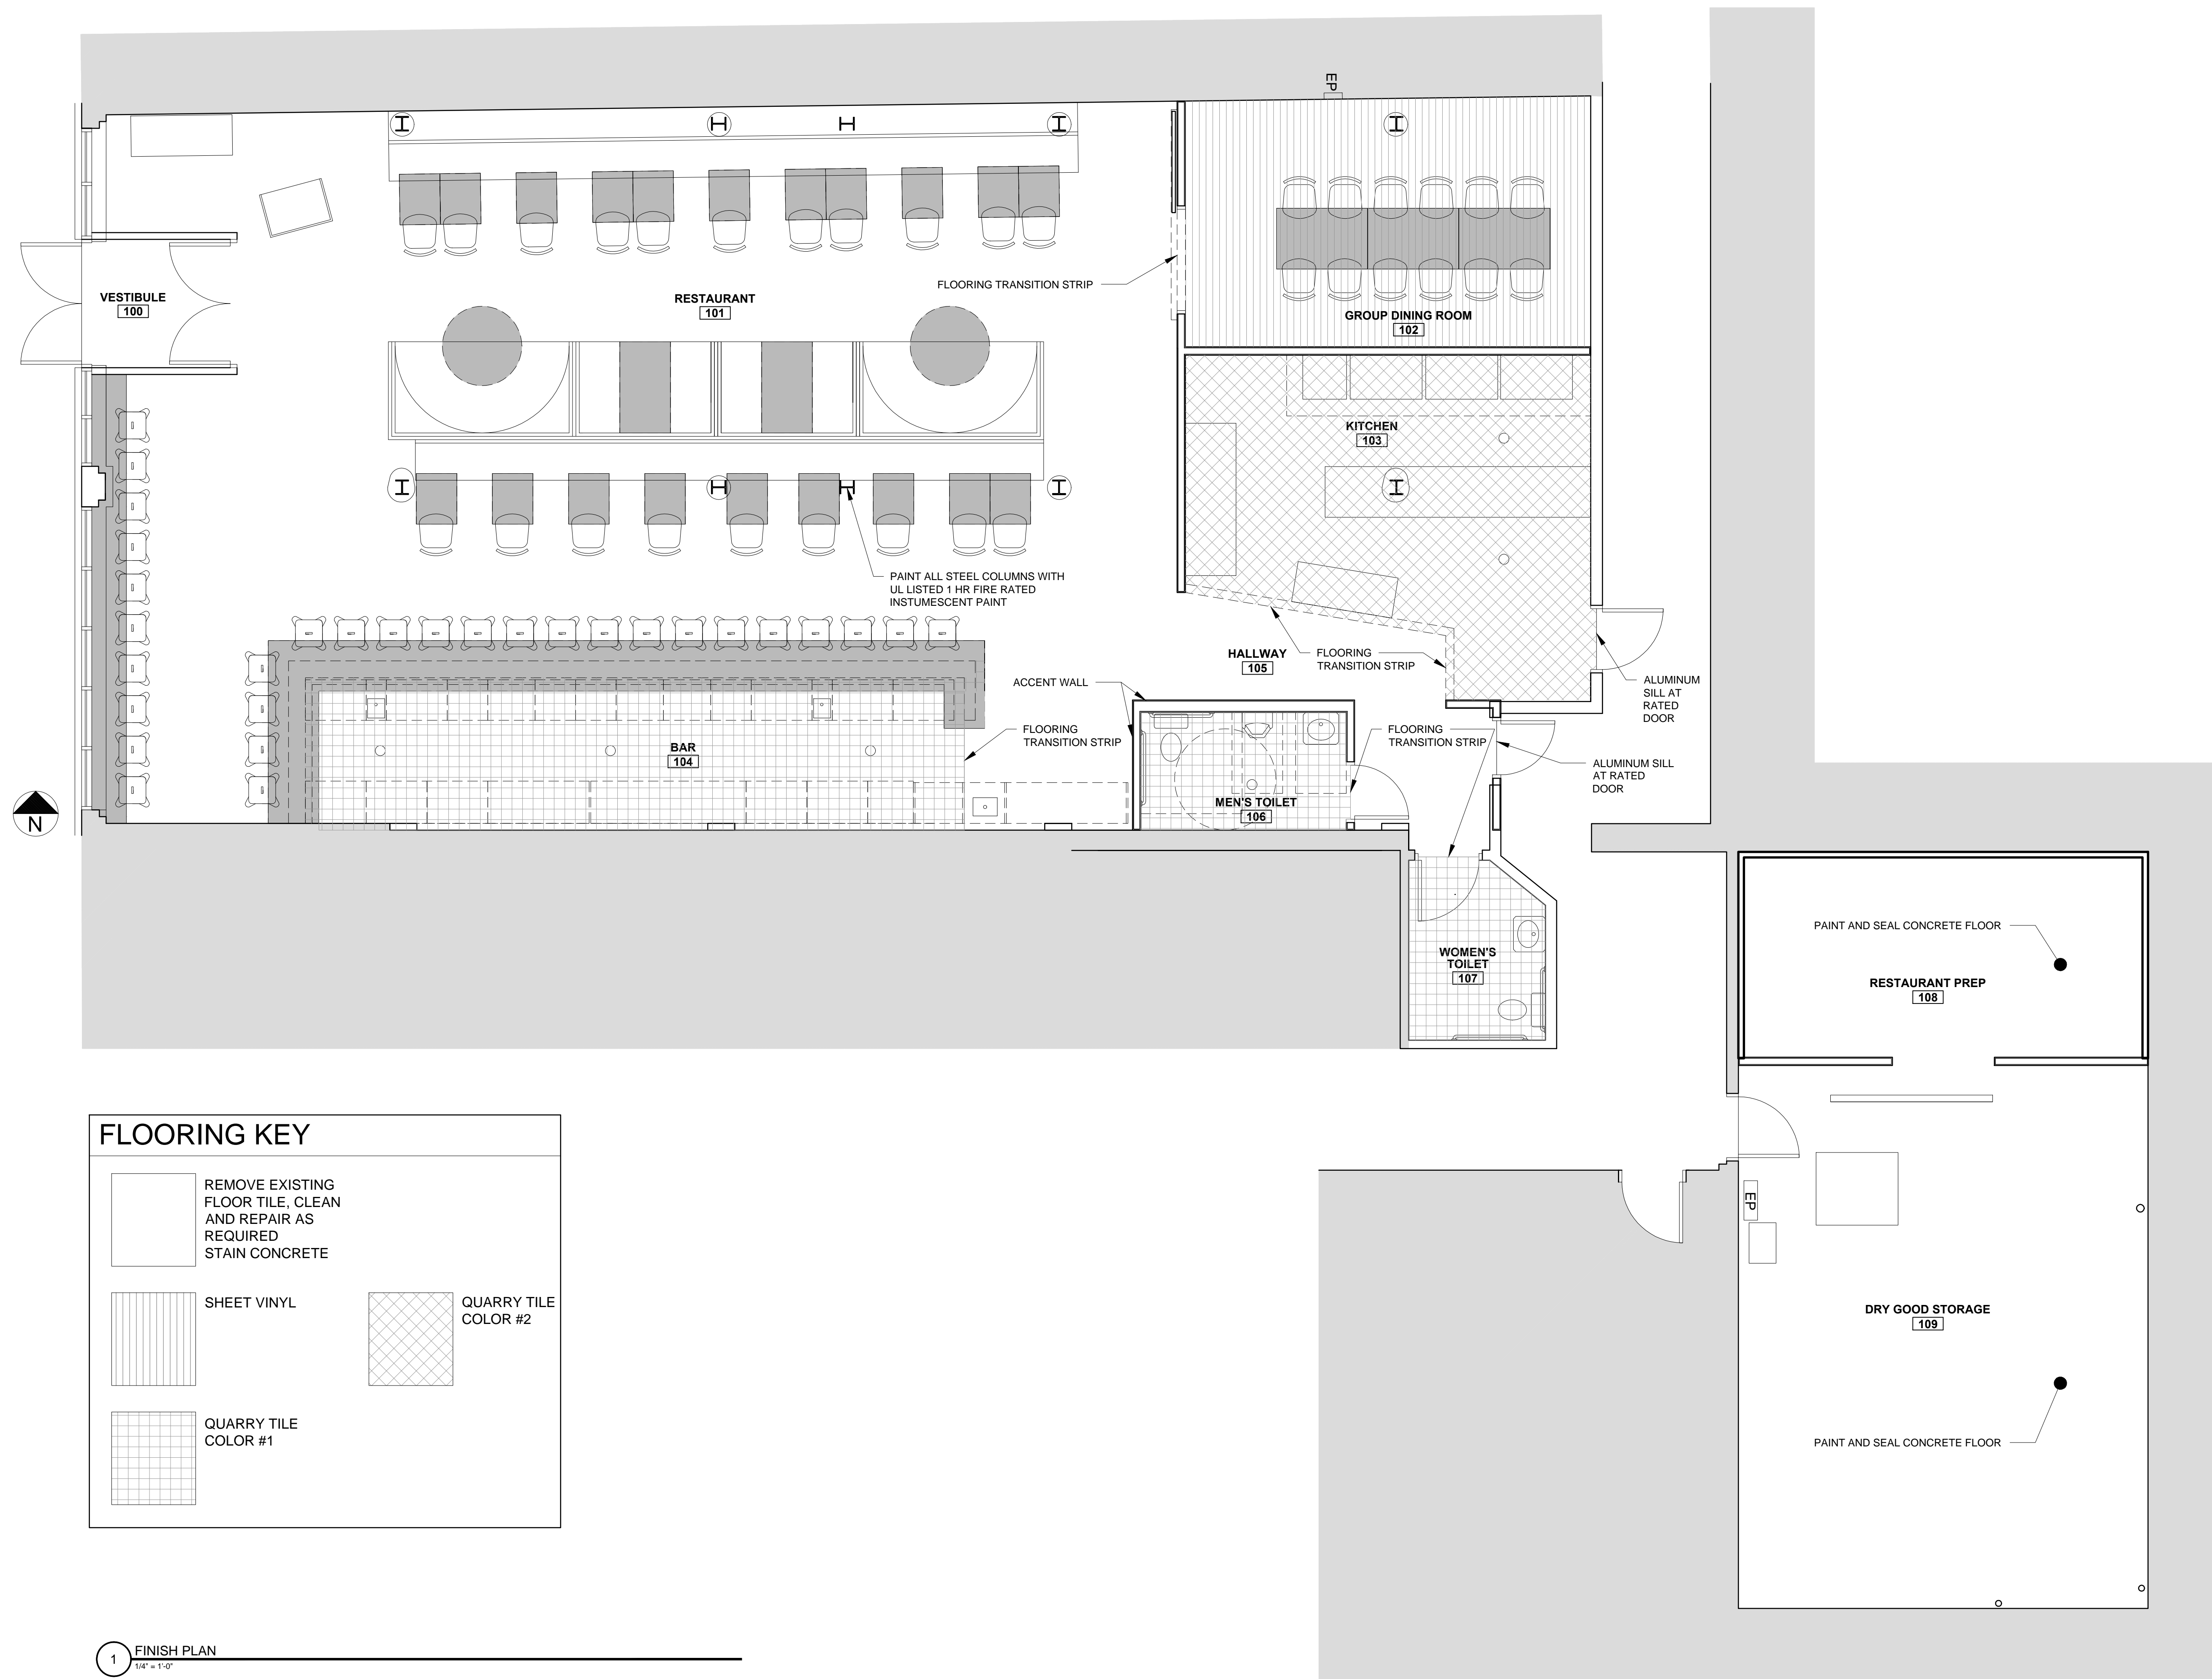 EP
VESTIBULE
100
RESTAURANT
101
FLOORING TRANSITION STRIP
GROUP DINING ROOM
102
KITCHEN
103
PAINT ALL STEEL COLUMNS WITH
UL LISTED 1 HR FIRE RATED
INSTUMESCENT PAINT
HALLWAY
105
FLOORING
TRANSITION STRIP
ACCENT WALL
ALUMINUM
SILL AT
RATED
DOOR
FLOORING
TRANSITION STRIP
BAR
104
FLOORING
TRANSITION STRIP
ALUMINUM SILL
AT RATED
DOOR
MEN'S TOILET
106
N
WOMEN'S
TOILET
107
PAINT AND SEAL CONCRETE FLOOR
RESTAURANT PREP
108
EP
DRY GOOD STORAGE
109
PAINT AND SEAL CONCRETE FLOOR
FLOORING KEY
REMOVE EXISTING
FLOOR TILE, CLEAN
AND REPAIR AS
REQUIRED
STAIN CONCRETE
SHEET VINYL
QUARRY TILE
COLOR #2
QUARRY TILE
COLOR #1
1
FINISH PLAN
1/4" = 1'-0"